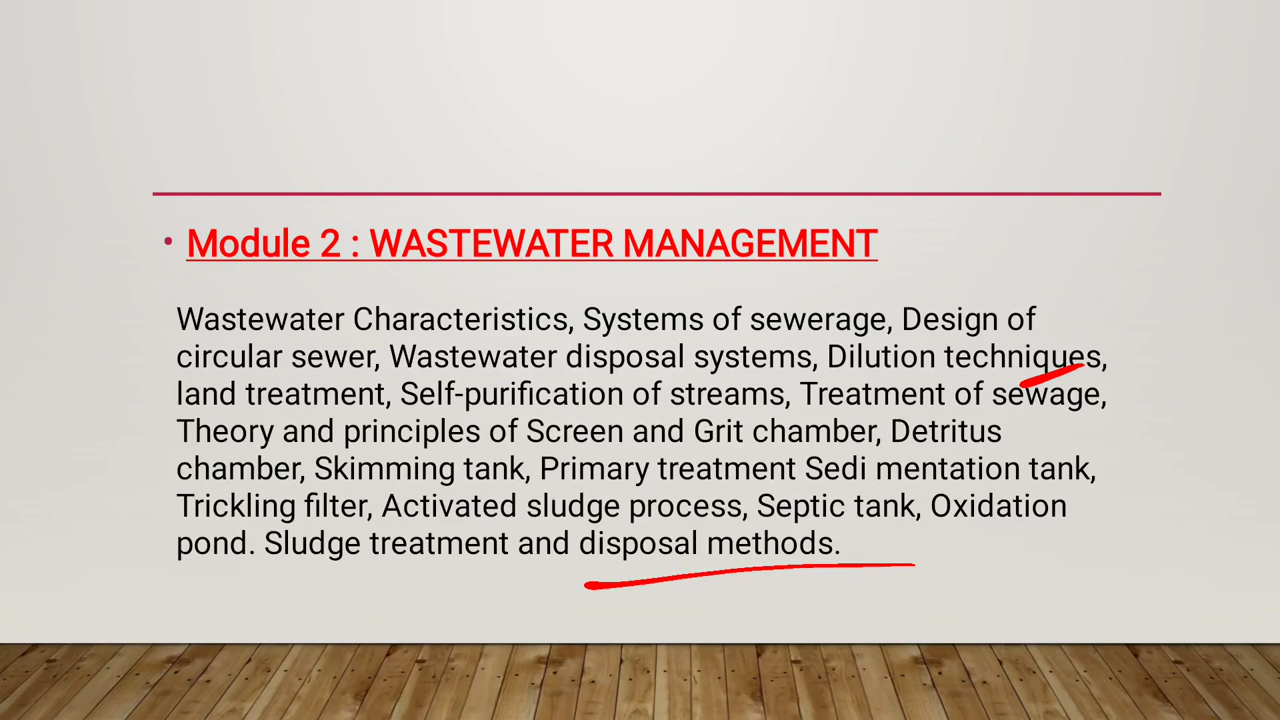 • Module 2 : WASTEWATER MANAGEMENT
Wastewater Characteristics, Systems of sewerage, Design of
circular sewer, Wastewater disposal systems, Dilution techniques,
land treatment, Self-purification of streams, Treatment of sewage,
Theory and principles of Screen and Grit chamber, Detritus
chamber, Skimming tank, Primary treatment Sedi mentation tank,
Trickling filter, Activated sludge process, Septic tank, Oxidation
pond. Sludge treatment and disposal methods.